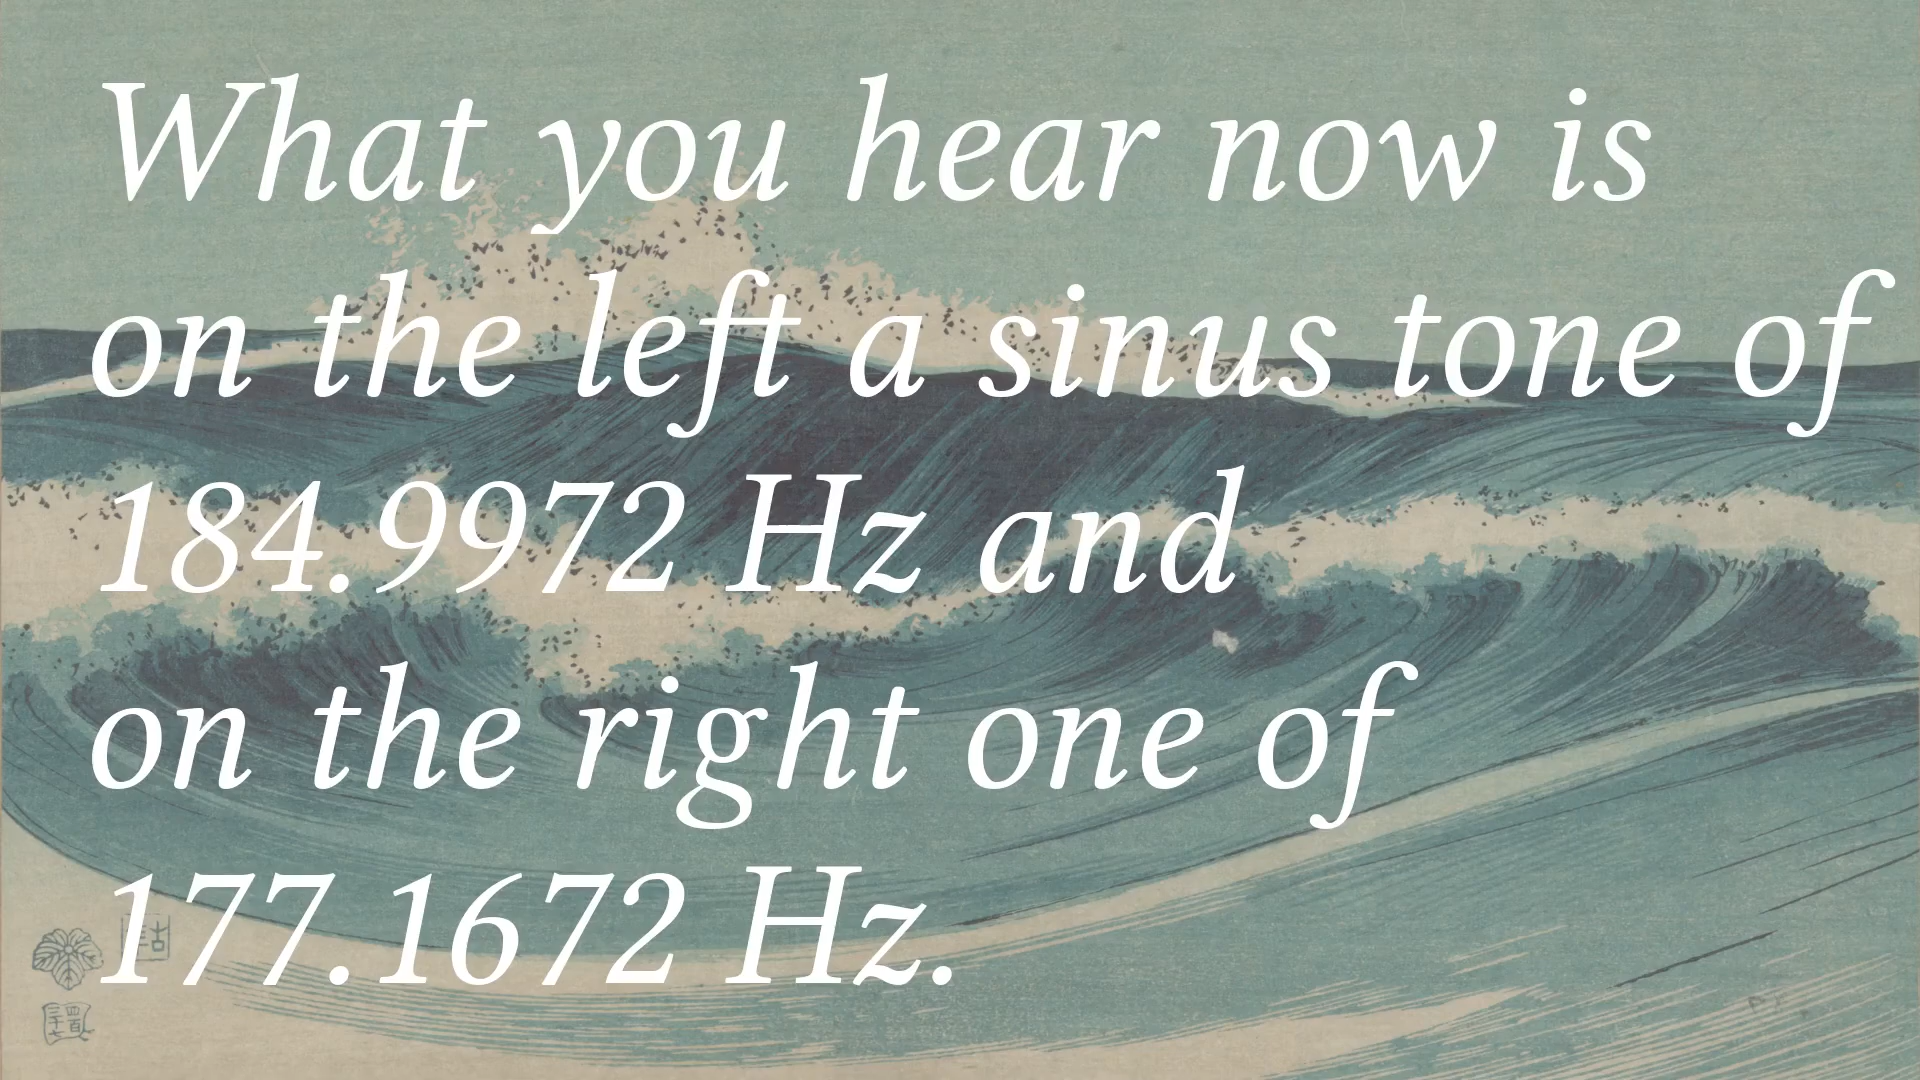 What you hear now is
on the left a sinus tone of
184.9972 Hz and
on the right one of
177.1672 Hz.